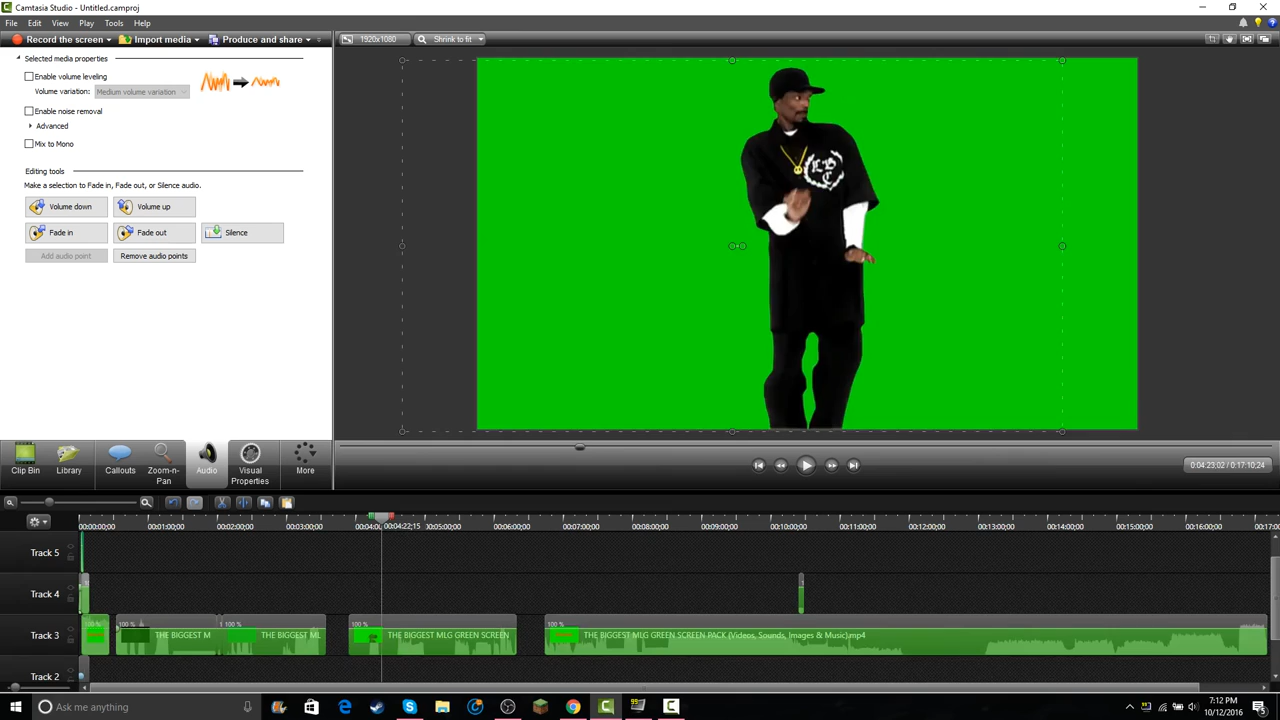 Camtasia Studio - Untitled.camproj
File Edit View Play Tools Help
Record the screen Import media Produce and share
1920x1080 Shrink to fit
Selected media properties
Enable volume leveling
Volume variation: Medium volume variation
Enable noise removal
Advanced
Mix to Mono
Editing tools
Make a selection to Fade in, Fade out, or Silence audio.
Volume down Volume up
Fade in Fade out Silence
Add audio point Remove audio points
Clip Bin Library Callouts Zoom-n-Pan Audio Visual Properties More
0:04:23;02 / 0:17:10;24
00:00:00;00 00:01:00;00 00:02:00;00 00:03:00;00 00:04:0 00:04:22;15 00:05:00;00 00:06:00;00 00:07:00;00 00:08:00;00 00:09:00;00 00:10:00;00 00:11:00;00 00:12:00;00 00:13:00;00 00:14:00;00 00:15:00;00 00:16:00;00 00:17:0
Track 5
Track 4
100 % 100 % 100 % 100 % 100 %
Track 3 THE BIGGEST M THE BIGGEST ML THE BIGGEST MLG GREEN SCREEN THE BIGGEST MLG GREEN SCREEN PACK (Videos, Sounds, Images & Music).mp4
Track 2
Ask me anything
7:12 PM
10/12/2016